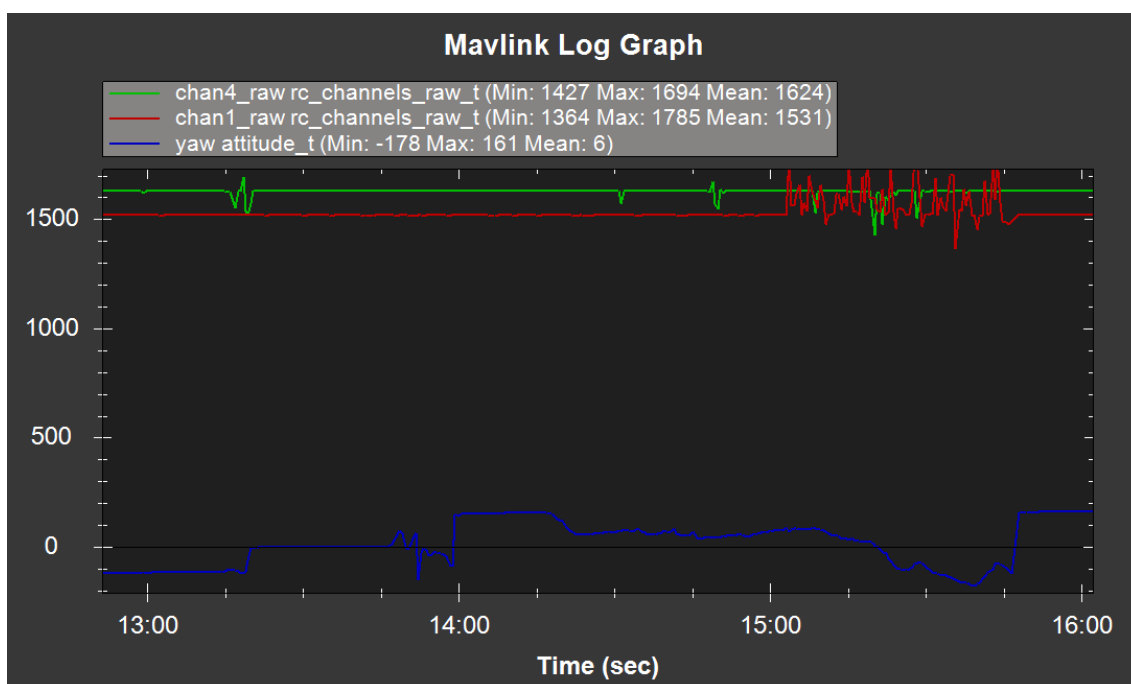 Mavlink Log Graph
chan4_raw rc_channels_raw_t (Min: 1427 Max: 1694 Mean: 1624)
chan1_raw rc_channels_raw_t (Min: 1364 Max: 1785 Mean: 1531)
yaw attitude_t (Min: -178 Max: 161 Mean: 6)
1500
1000
500
0
13:00 14:00 15:00 16:00
Time (sec)